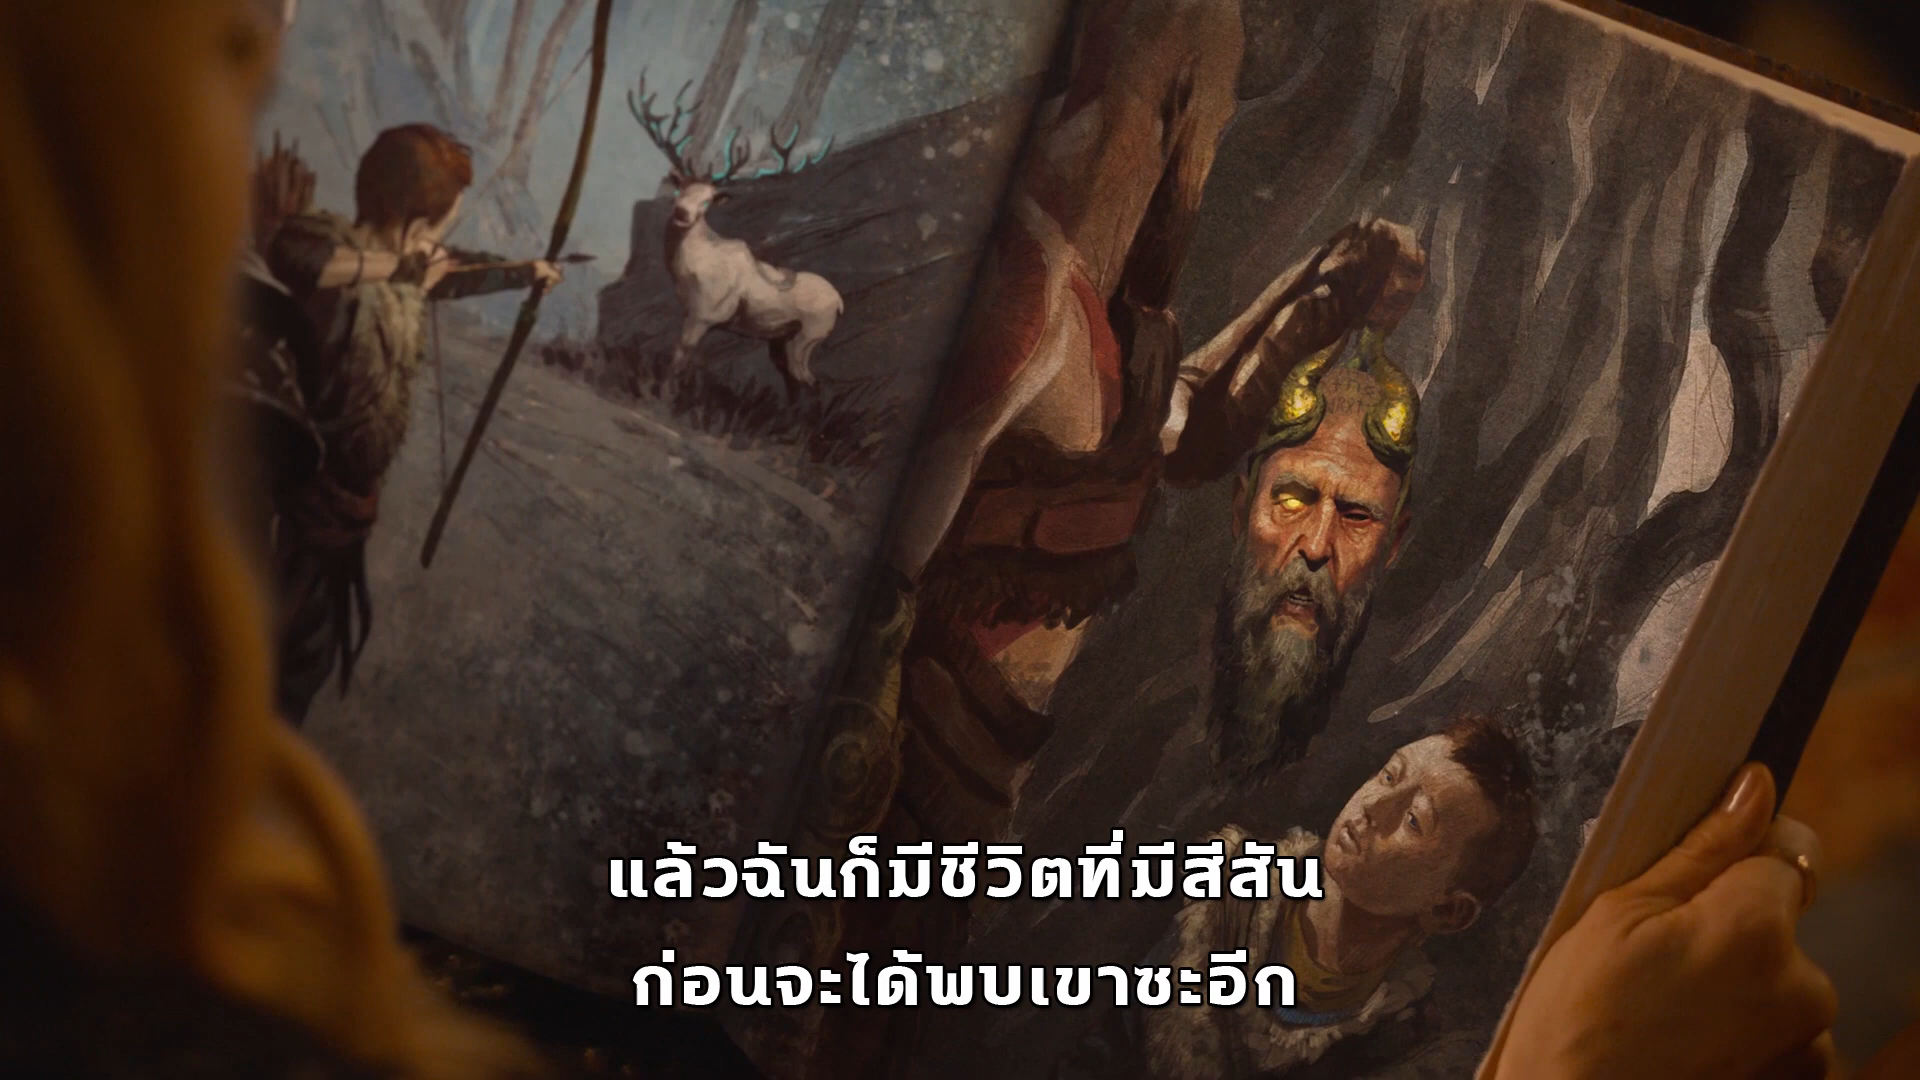 แล้วฉันก็มีชีวิตที่มีสีสัน
ก่อนจะได้พบเขาซะอีก